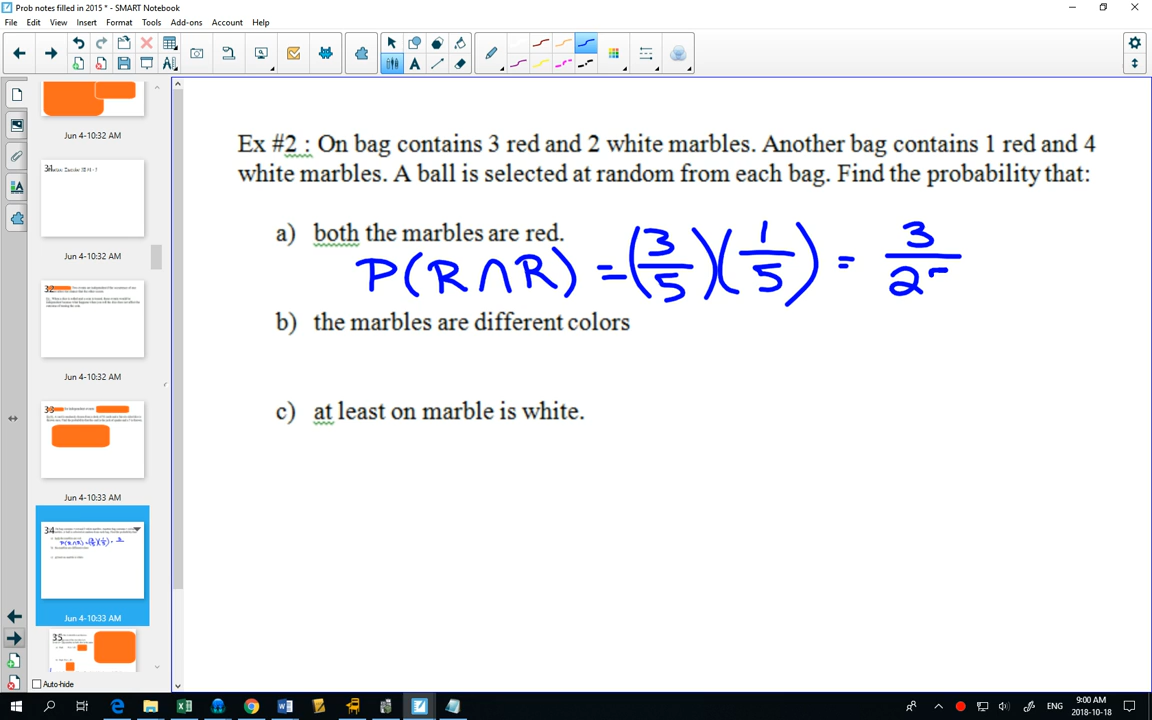 Prob notes filled in 2015 * - SMART Notebook
File Edit View Insert Format Tools Add-ons Account Help
Jun 4-10:32 AM
31
Jun 4-10:32 AM
32
Jun 4-10:32 AM
33
Jun 4-10:33 AM
34
Jun 4-10:33 AM
35
Auto-hide
Ex #2 : On bag contains 3 red and 2 white marbles. Another bag contains 1 red and 4
white marbles. A ball is selected at random from each bag. Find the probability that:
a) both the marbles are red.
P(R∩R) = (3/5)(1/5) = 3/25
b) the marbles are different colors
c) at least on marble is white.
ENG
9:00 AM
2018-10-18